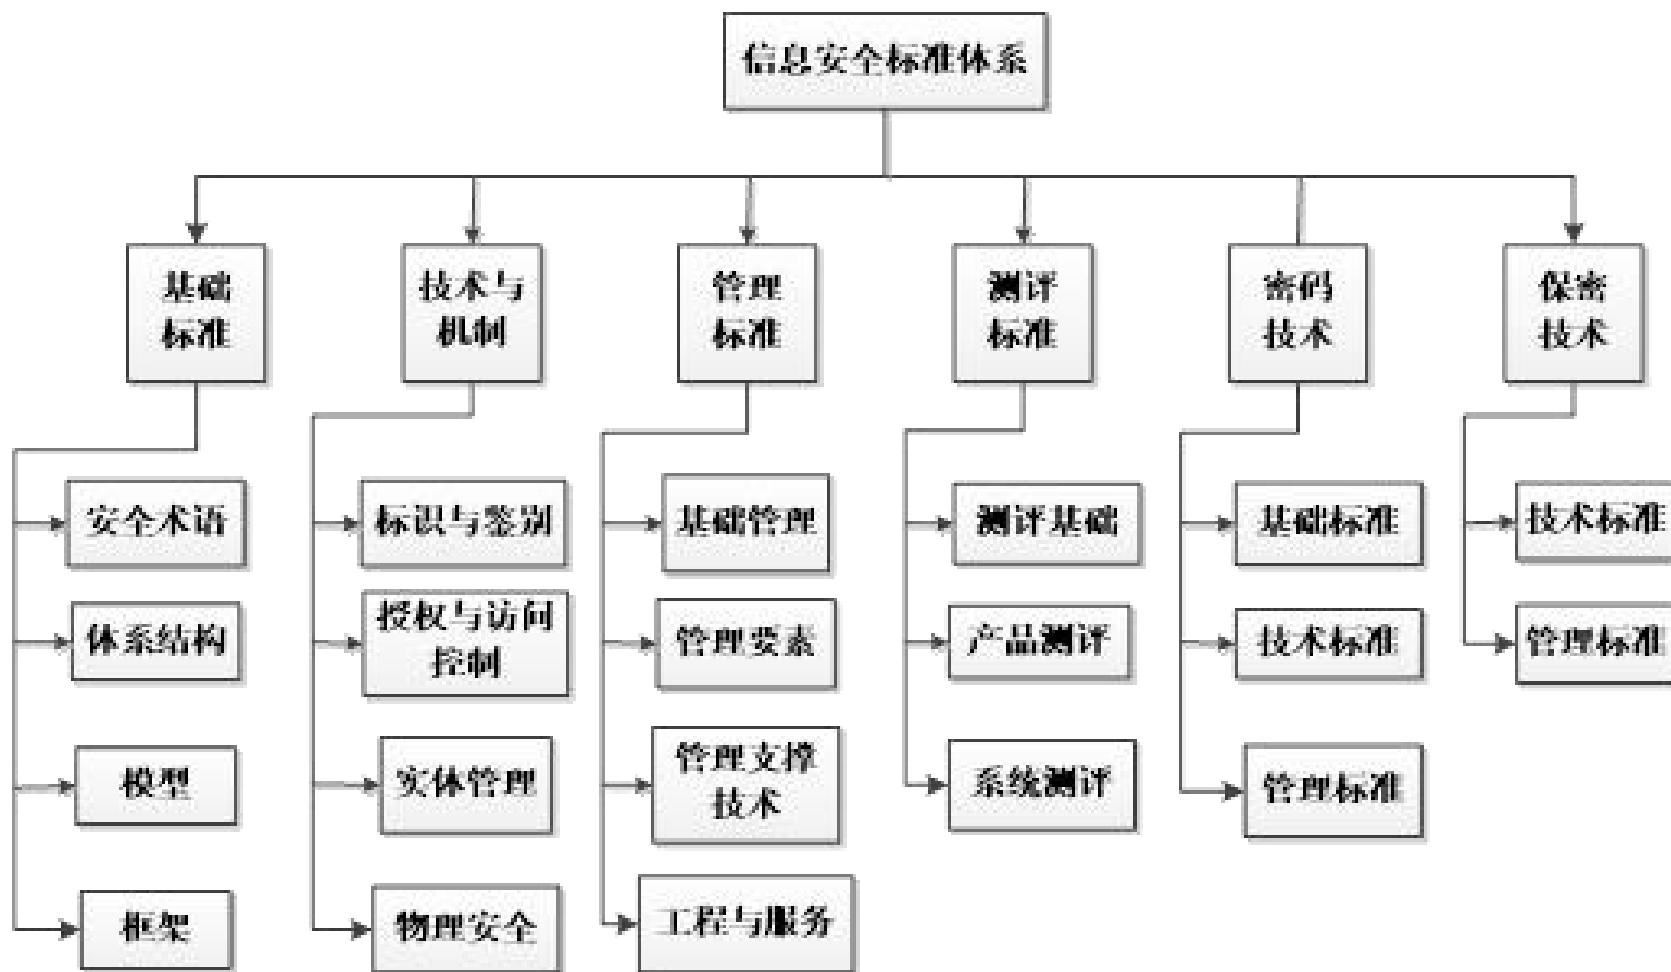 信息安全标准体系
基础
标准
技术与
机制
管理
标准
测评
标准
密码
技术
保密
技术
安全术语
标识与鉴别
基础管理
测评基础
基础标准
技术标准
体系结构
授权与访问
控制
管理要素
产品测评
技术标准
管理标准
模型
实体管理
管理支撑
技术
系统测评
管理标准
框架
物理安全
工程与服务